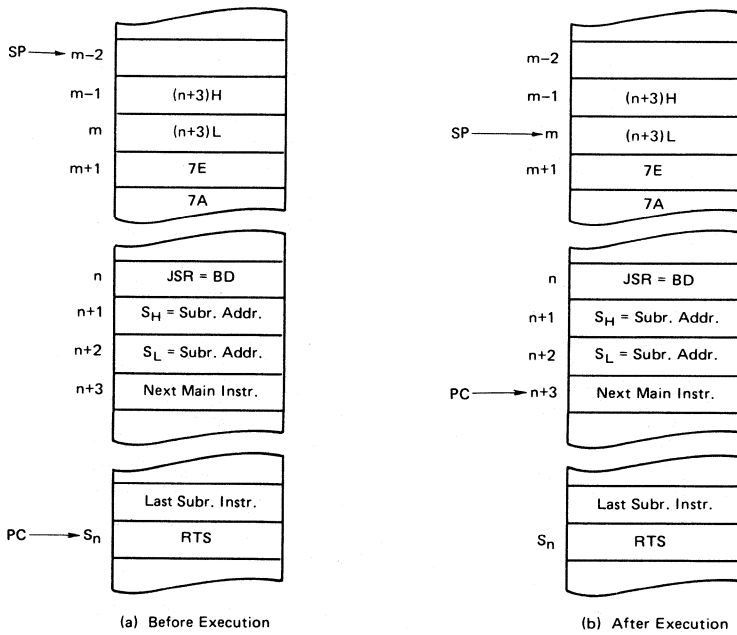 SP m-2
m-1 (n+3)H
m (n+3)L
m+1 7E
7A
n JSR = BD
n+1 SH = Subr. Addr.
n+2 SL = Subr. Addr.
n+3 Next Main Instr.
Last Subr. Instr.
PC Sn RTS
(a) Before Execution
m-2
m-1 (n+3)H
SP m (n+3)L
m+1 7E
7A
n JSR = BD
n+1 SH = Subr. Addr.
n+2 SL = Subr. Addr.
PC n+3 Next Main Instr.
Last Subr. Instr.
Sn RTS
(b) After Execution